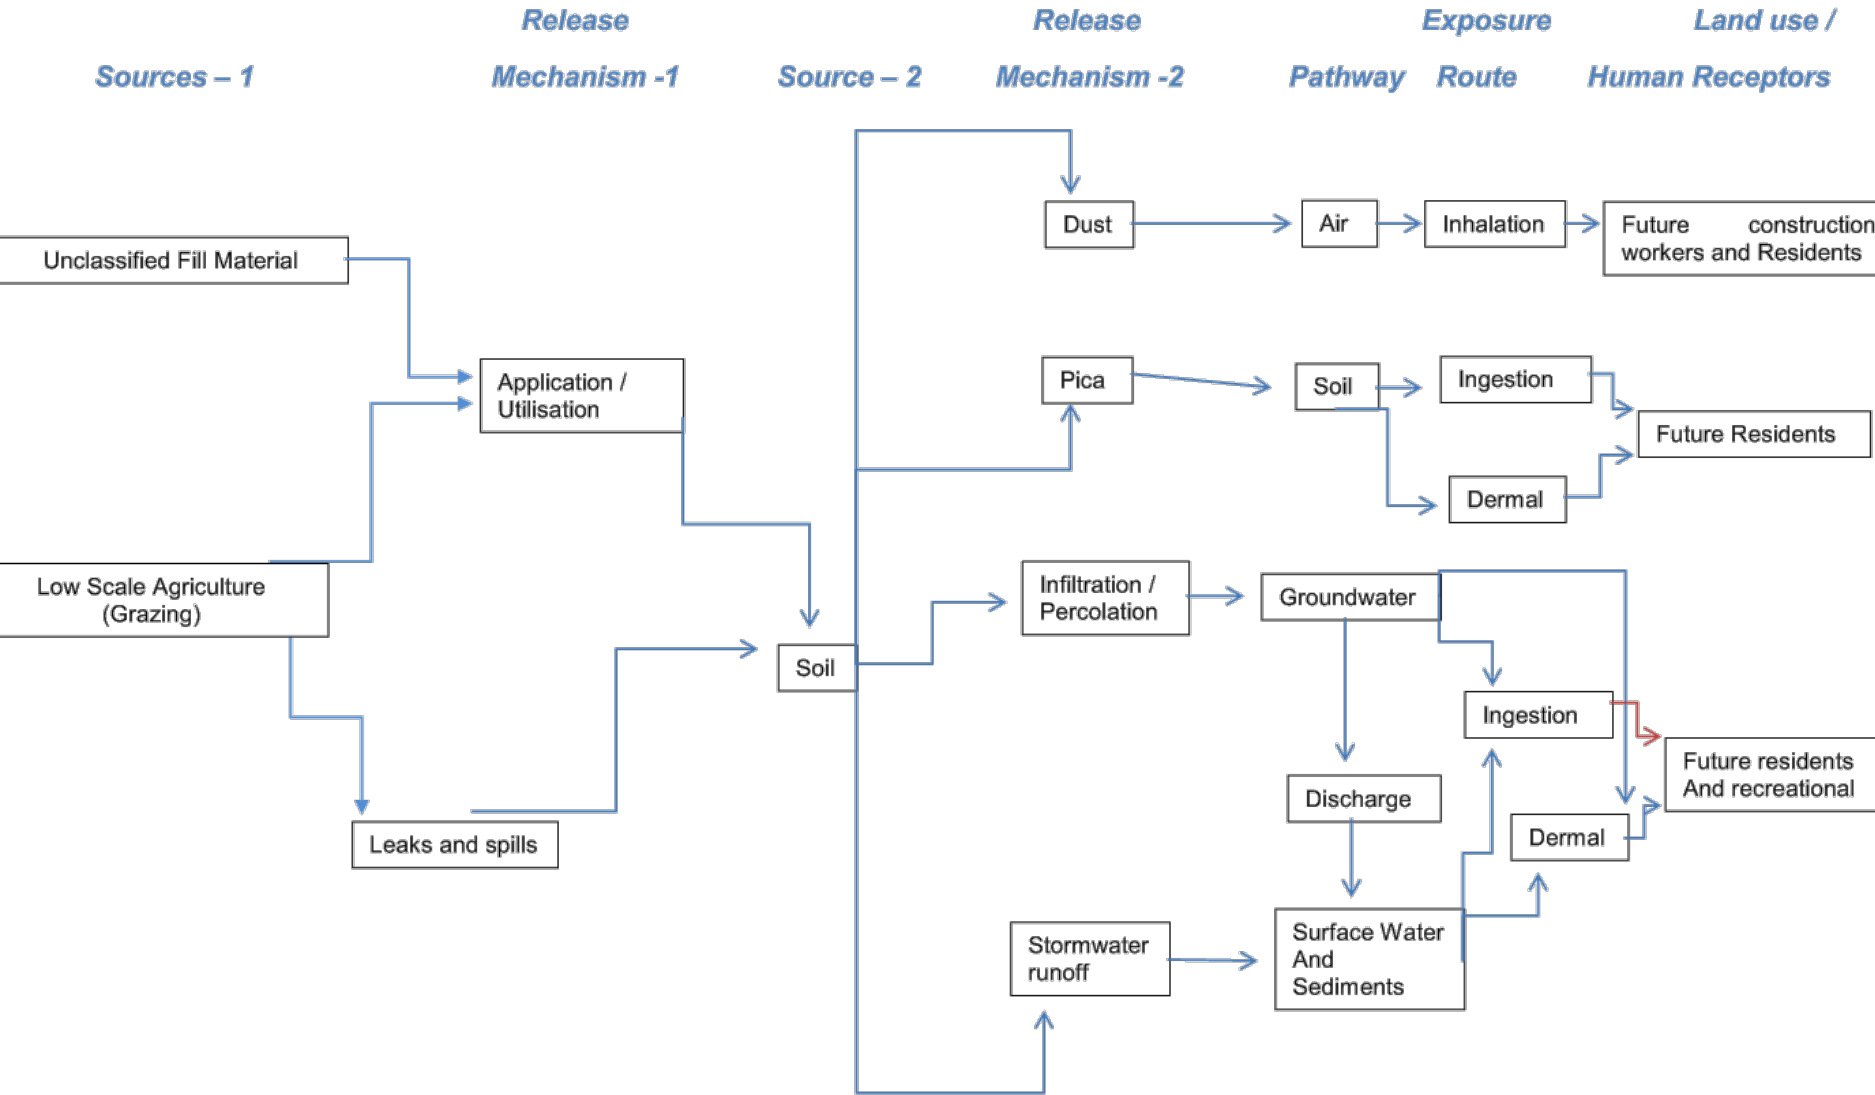 Release
Release
Exposure
Land use /
Sources – 1
Mechanism -1
Source – 2
Mechanism -2
Pathway
Route
Human Receptors
Dust
Air
Inhalation
Future construction
workers and Residents
Unclassified Fill Material
Application /
Utilisation
Pica
Soil
Ingestion
Future Residents
Dermal
Low Scale Agriculture
(Grazing)
Infiltration /
Percolation
Groundwater
Soil
Ingestion
Future residents
And recreational
Discharge
Dermal
Leaks and spills
Stormwater
runoff
Surface Water
And
Sediments